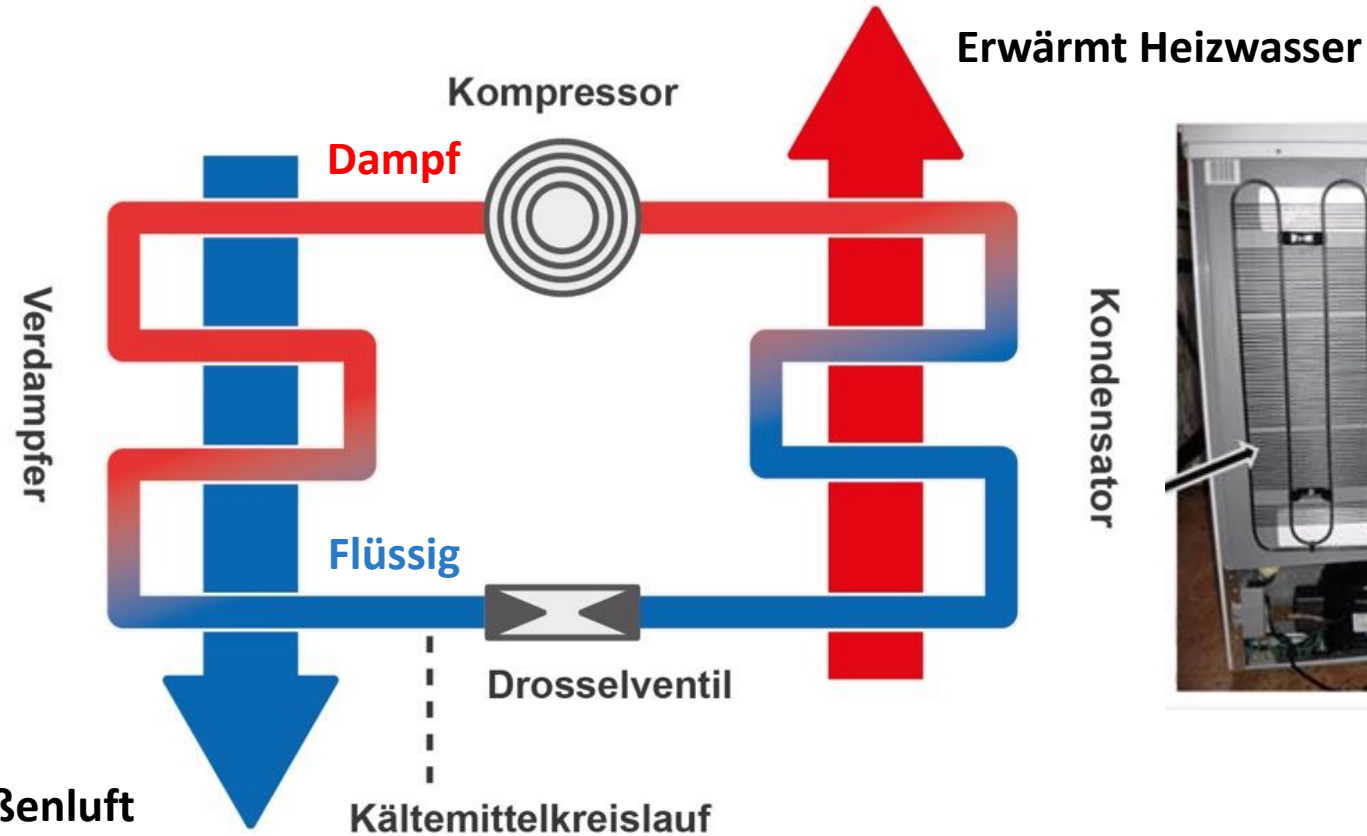 Erwärmt Heizwasser
Kompressor
Dampf
Verdampfer
Kondensator
Flüssig
Drosselventil
ßenluft
Kältemittelkreislauf